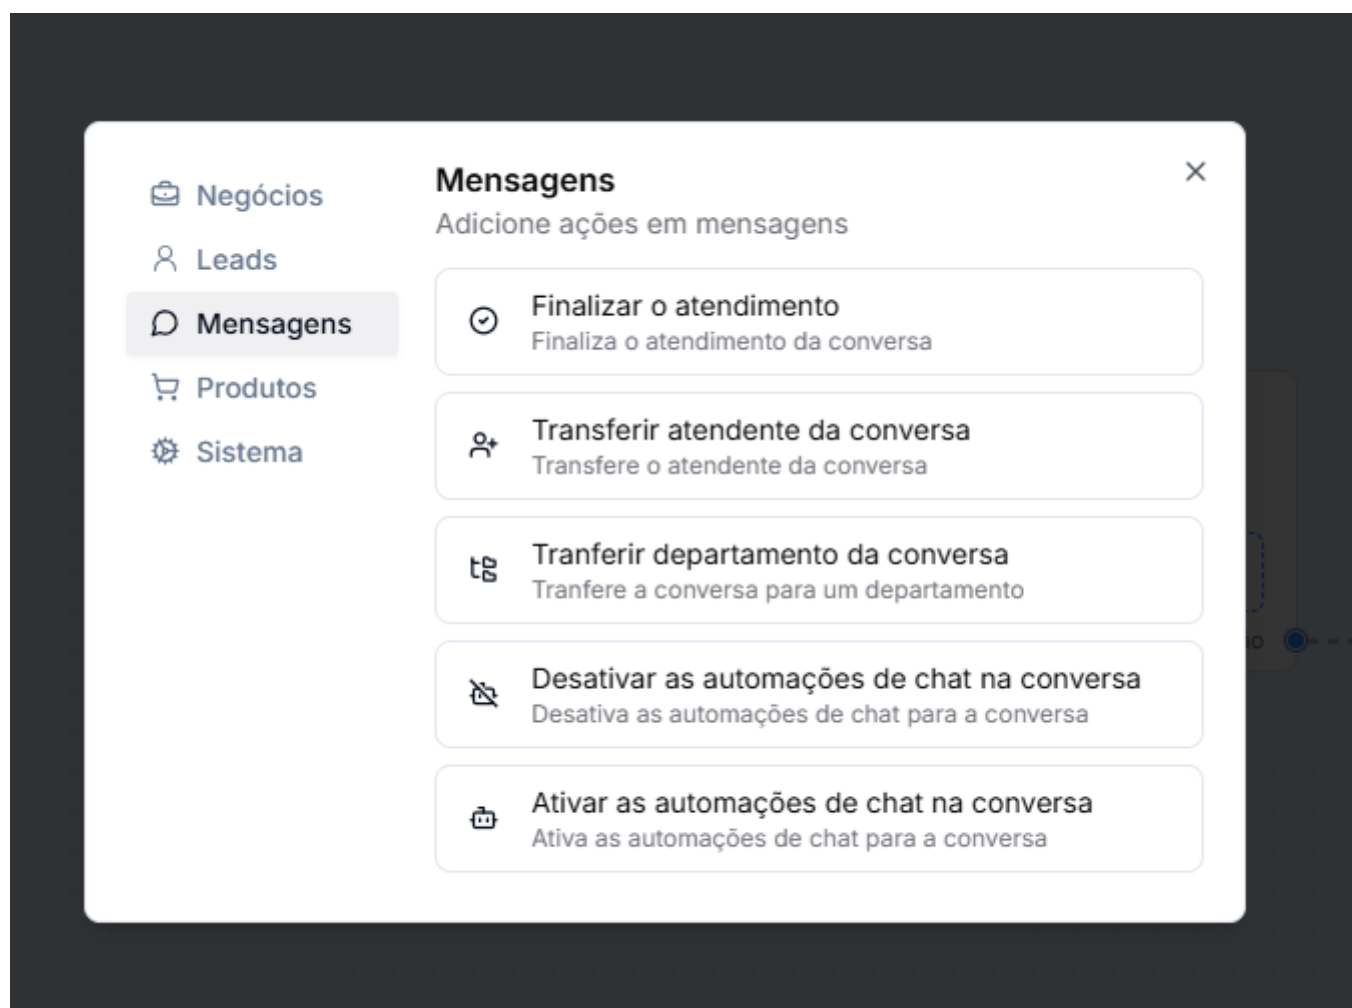 Negócios
Leads
Mensagens
Produtos
Sistema
Mensagens
Adicione ações em mensagens
Finalizar o atendimento
Finaliza o atendimento da conversa
Transferir atendente da conversa
Transfere o atendente da conversa
Tranferir departamento da conversa
Tranfere a conversa para um departamento
Desativar as automações de chat na conversa
Desativa as automações de chat para a conversa
Ativar as automações de chat na conversa
Ativa as automações de chat para a conversa